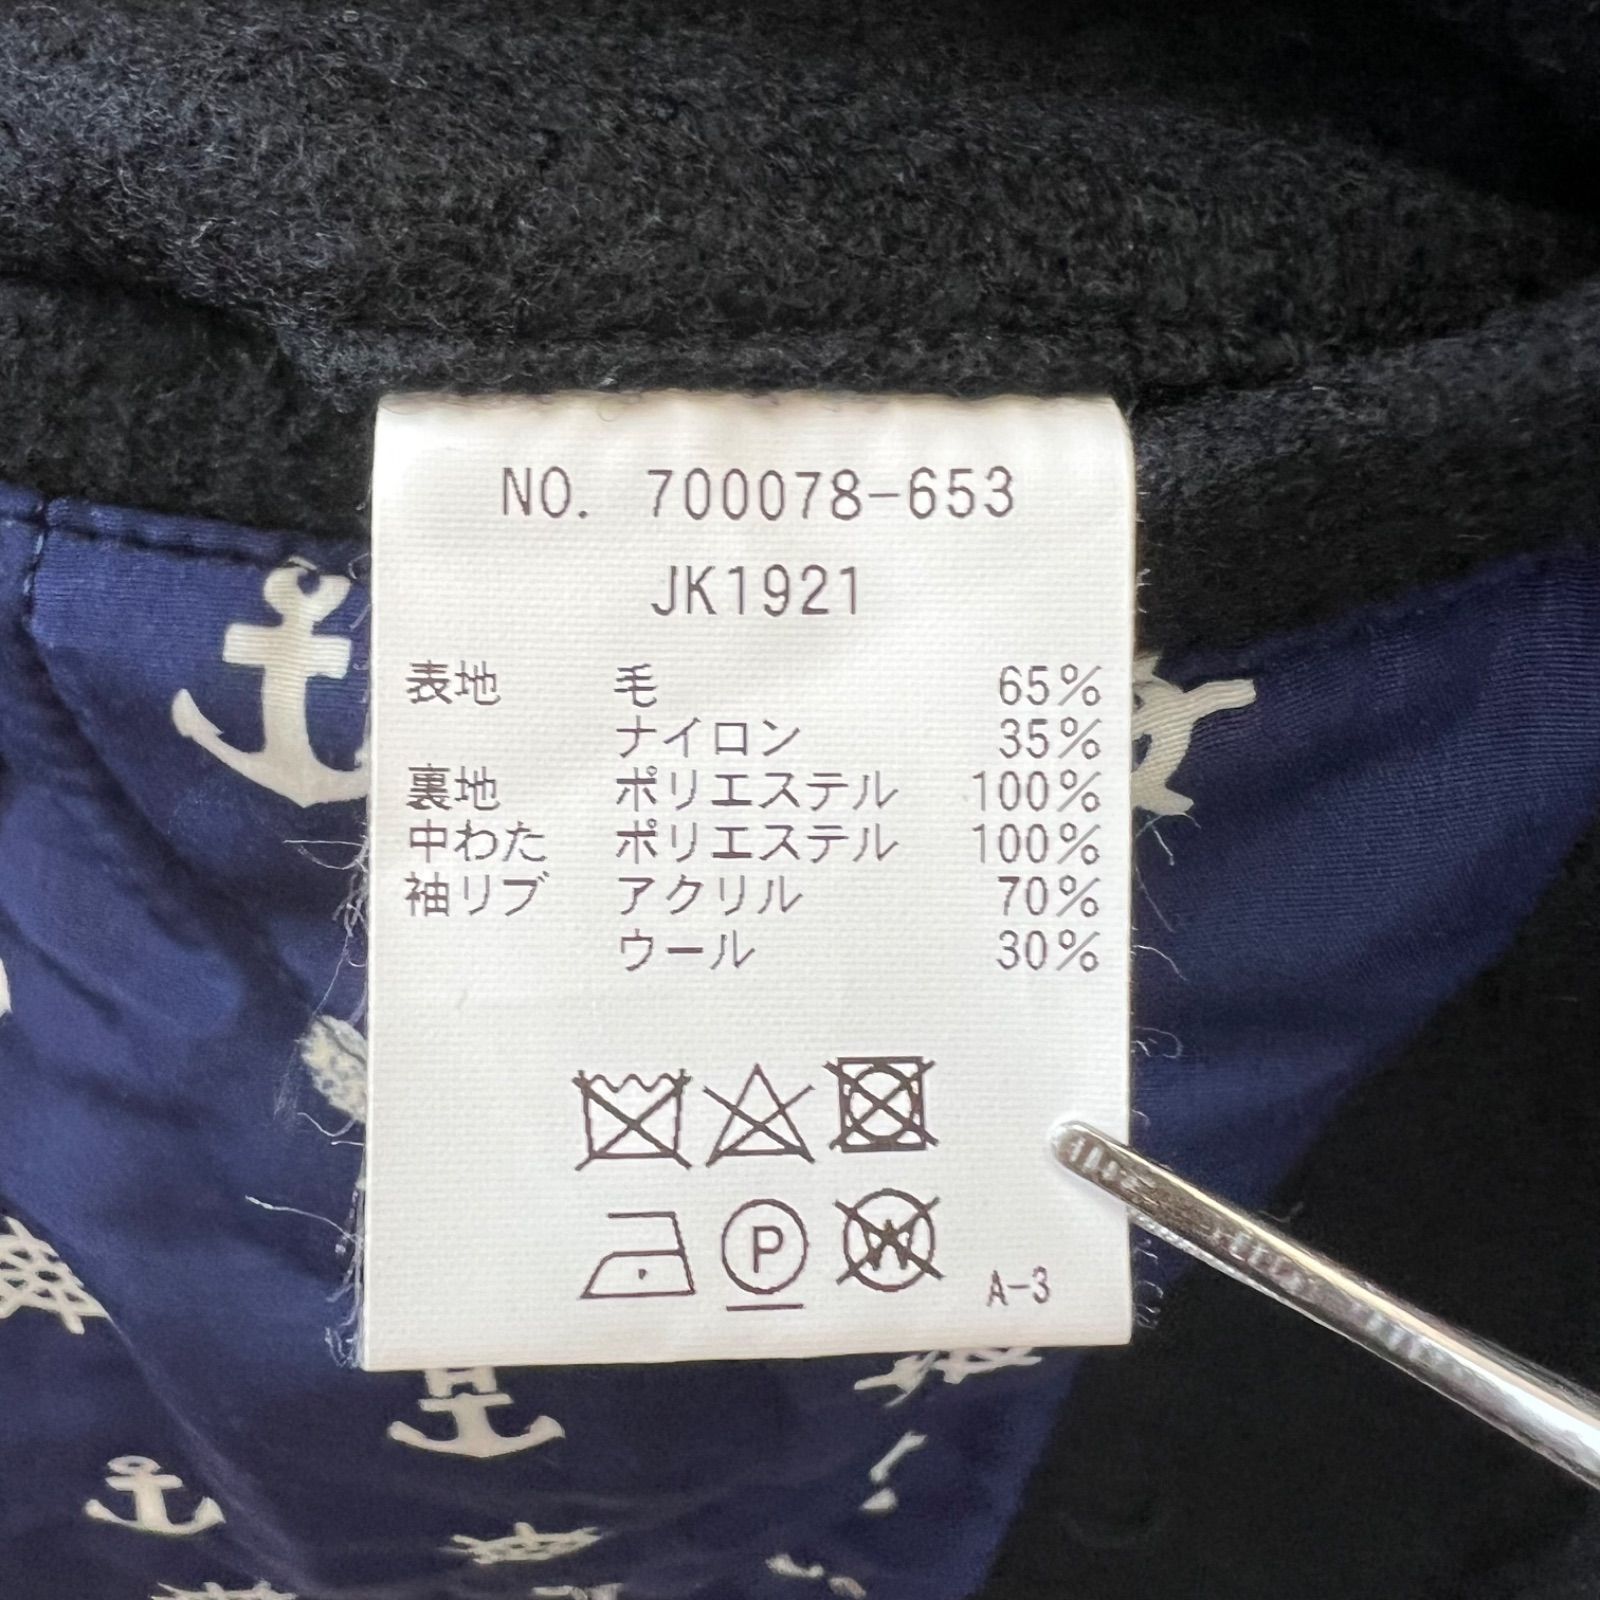 NO. 700078-653
JK1921
表地 毛 65%
ナイロン 35%
裏地 ポリエステル 100%
中わた ポリエステル 100%
袖リブ アクリル 70%
ウール 30%
P W A-3